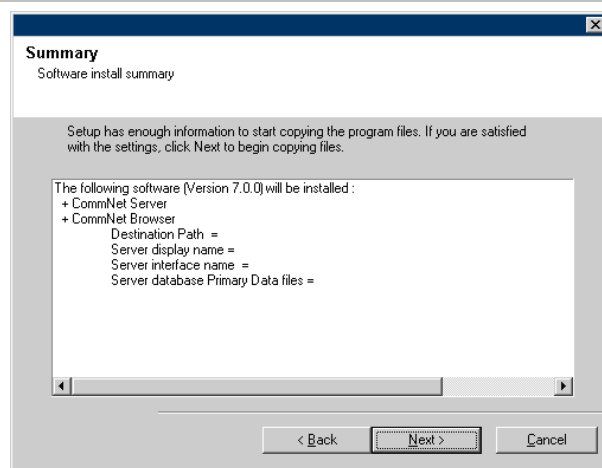 Summary
Software install summary
Setup has enough information to start copying the program files. If you are satisfied
with the settings, click Next to begin copying files.
The following software (Version 7.0.0) will be installed :
+ CommNet Server
+ CommNet Browser
Destination Path =
Server display name =
Server interface name =
Server database Primary Data files =
< Back
Next >
Cancel